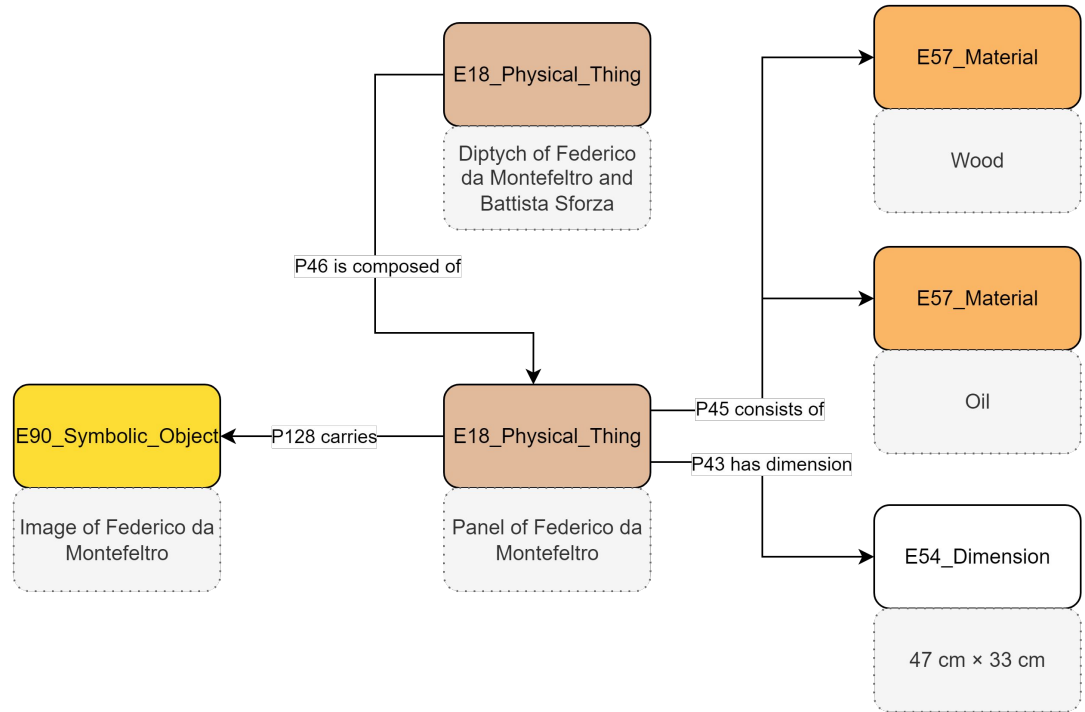 E18_Physical_Thing
Diptych of Federico
da Montefeltro and
Battista Sforza
E57_Material
Wood
P46 is composed of
E57_Material
Oil
E90_Symbolic_Object
Image of Federico da
Montefeltro
P128 carries
E18_Physical_Thing
Panel of Federico da
Montefeltro
P45 consists of
P43 has dimension
E54_Dimension
47 cm × 33 cm